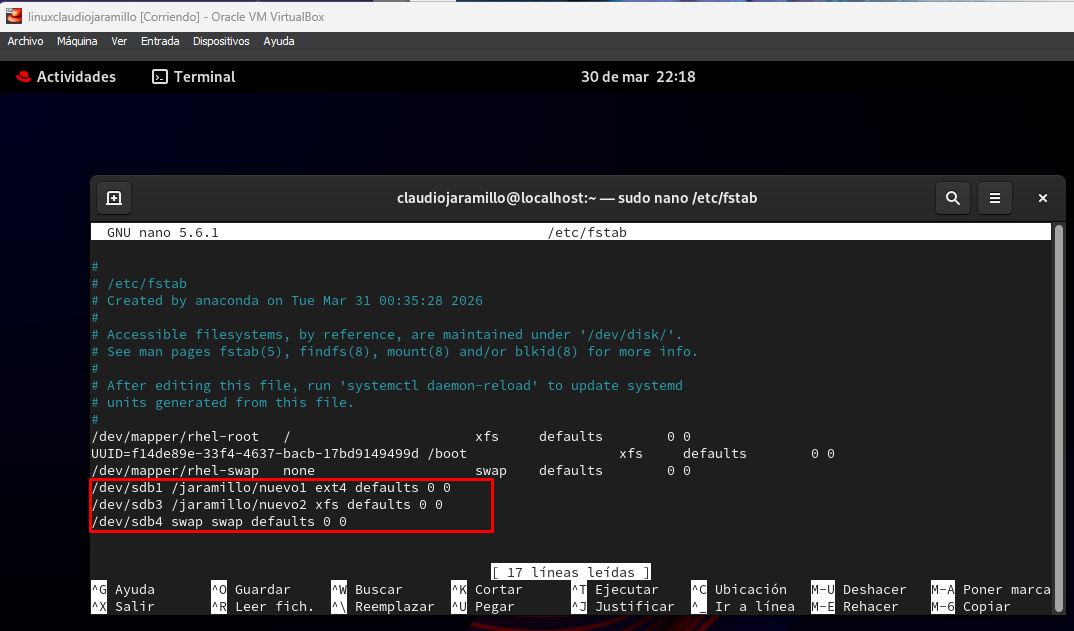 linuxclaudiojaramillo [Corriendo] - Oracle VM VirtualBox
Archivo Máquina Ver Entrada Dispositivos Ayuda
Actividades Terminal 30 de mar 22:18
claudiojaramillo@localhost:~ — sudo nano /etc/fstab
GNU nano 5.6.1 /etc/fstab
#
# /etc/fstab
# Created by anaconda on Tue Mar 31 00:35:28 2026
#
# Accessible filesystems, by reference, are maintained under '/dev/disk/'.
# See man pages fstab(5), findfs(8), mount(8) and/or blkid(8) for more info.
#
# After editing this file, run 'systemctl daemon-reload' to update systemd
# units generated from this file.
#
/dev/mapper/rhel-root / xfs defaults 0 0
UUID=f14de89e-33f4-4637-bacb-17bd9149499d /boot xfs defaults 0 0
/dev/mapper/rhel-swap none swap defaults 0 0
/dev/sdb1 /jaramillo/nuevo1 ext4 defaults 0 0
/dev/sdb3 /jaramillo/nuevo2 xfs defaults 0 0
/dev/sdb4 swap swap defaults 0 0
[ 17 líneas leídas ]
^G Ayuda ^O Guardar ^W Buscar ^K Cortar ^T Ejecutar ^C Ubicación M-U Deshacer M-A Poner marca
^X Salir ^R Leer fich. ^\ Reemplazar ^U Pegar ^J Justificar ^_ Ir a línea M-E Rehacer M-6 Copiar